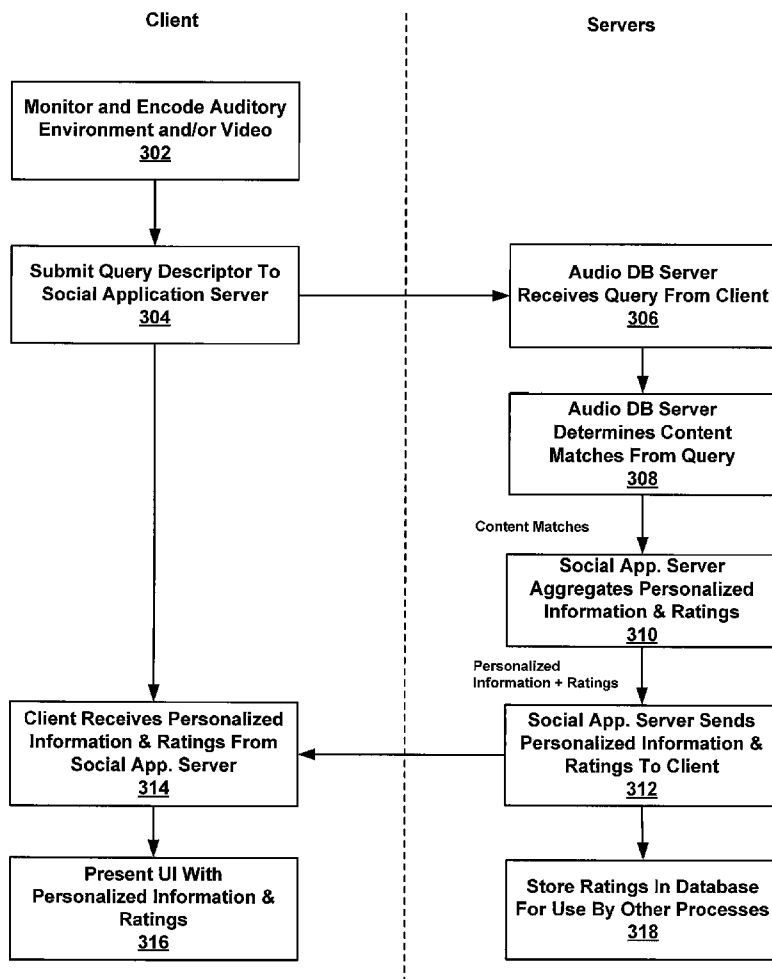 Client
Servers
Monitor and Encode Auditory
Environment and/or Video
302
Submit Query Descriptor To
Social Application Server
304
Audio DB Server
Receives Query From Client
306
Audio DB Server
Determines Content
Matches From Query
308
Content Matches
Social App. Server
Aggregates Personalized
Information & Ratings
310
Personalized
Information + Ratings
Client Receives Personalized
Information & Ratings From
Social App. Server
314
Social App. Server Sends
Personalized Information &
Ratings To Client
312
Present UI With
Personalized Information &
Ratings
316
Store Ratings In Database
For Use By Other Processes
318